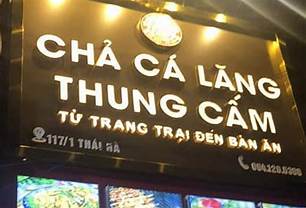 CHẢ CÁ LĂNG
THUNG CẤM
TỪ TRANG TRẠI ĐẾN BÀN ĂN
117/1 THÁI HÀ